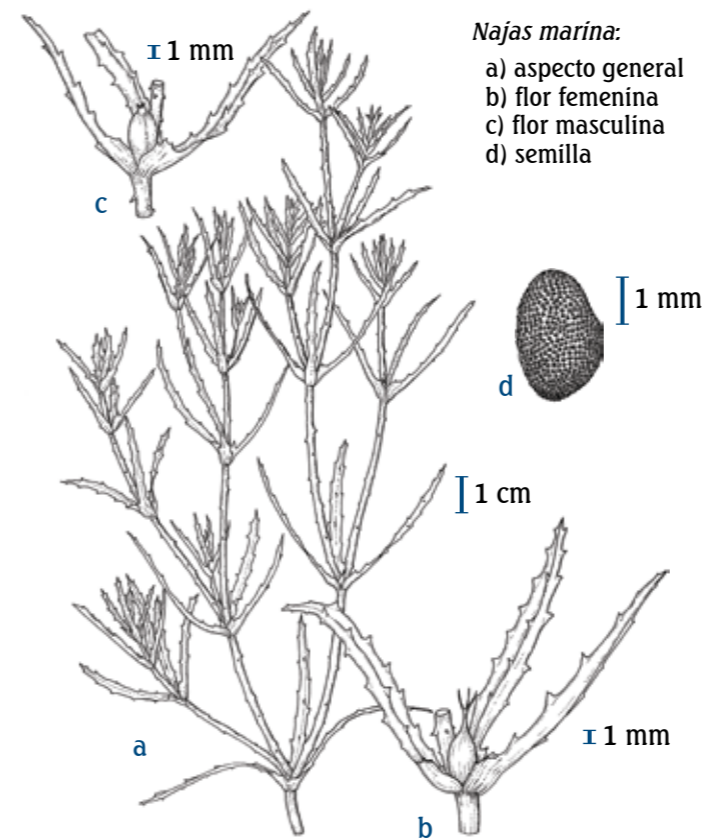 Najas marina:
a) aspecto general
b) flor femenina
c) flor masculina
d) semilla
1 mm
c
1 mm
d
1 cm
a
1 mm
b